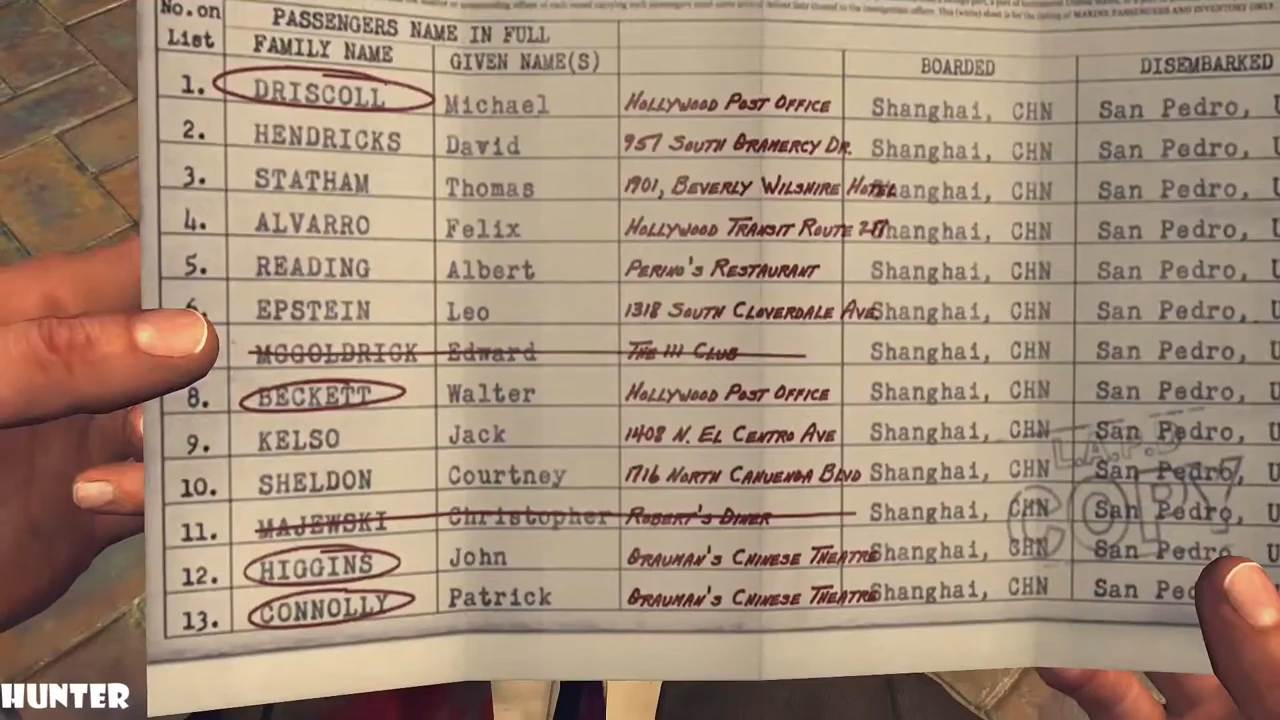 No. on List PASSENGERS NAME IN FULL
FAMILY NAME GIVEN NAME(S) BOARDED DISEMBARKED
1. DRISCOLL Michael HOLLYWOOD POST OFFICE Shanghai, CHN San Pedro, U
2. HENDRICKS David 957 SOUTH GRAMERCY DR. Shanghai, CHN San Pedro, U
3. STATHAM Thomas 1901, BEVERLY WILSHIRE HOTEL Shanghai, CHN San Pedro, U
4. ALVARRO Felix HOLLYWOOD TRANSIT ROUTE Shanghai, CHN San Pedro, U
5. READING Albert PERINO'S RESTAURANT Shanghai, CHN San Pedro, U
6. EPSTEIN Leo 1318 SOUTH CLOVERDALE AVE Shanghai, CHN San Pedro, U
MCGOLDRICK Edward THE 111 CLUB Shanghai, CHN San Pedro, U
8. BECKETT Walter HOLLYWOOD POST OFFICE Shanghai, CHN San Pedro, U
9. KELSO Jack 1408 N. EL CENTRO AVE Shanghai, CHN San Pedro, U
10. SHELDON Courtney 1716 NORTH CAHUENGA BLVD Shanghai, CHN San Pedro, U
11. MAJEWSKI Christopher ROBERT'S DINER Shanghai, CHN San Pedro, U
12. HIGGINS John GRAUMAN'S CHINESE THEATRE Shanghai, CHN San Pedro U
13. CONNOLLY Patrick GRAUMAN'S CHINESE THEATRE Shanghai, CHN San Ped
L.A.P.D
COPY
HUNTER